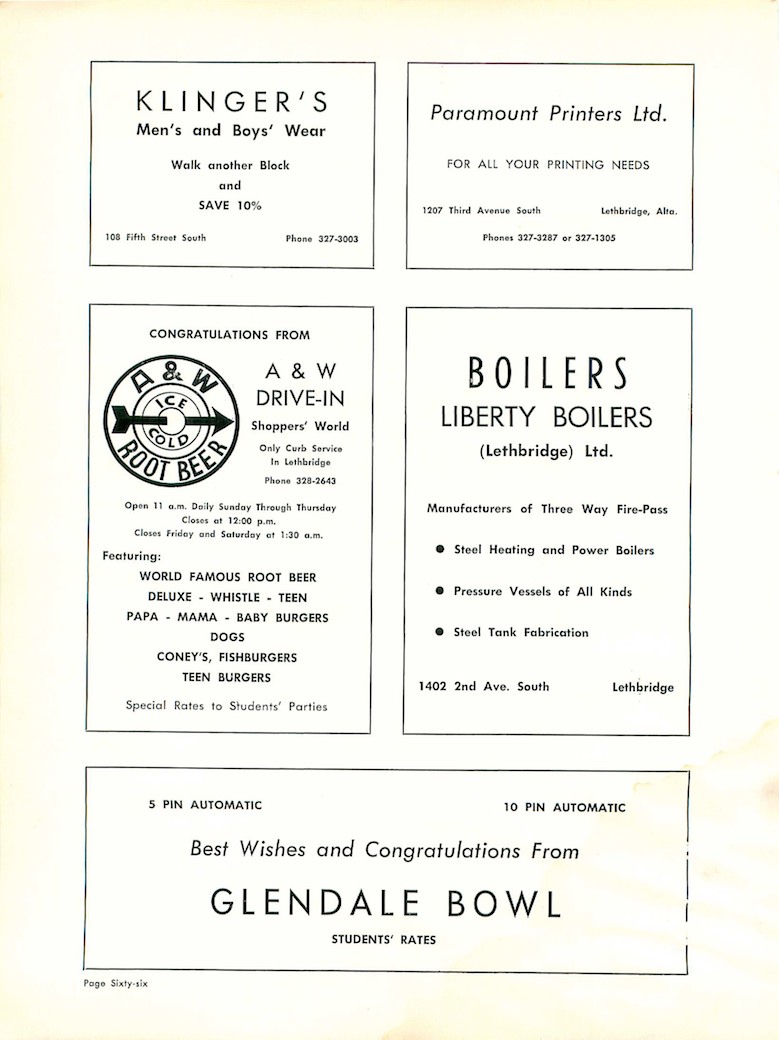 KLINGER'S
Men's and Boys' Wear
Walk another Block
and
SAVE 10%
108 Fifth Street South Phone 327-3003
Paramount Printers Ltd.
FOR ALL YOUR PRINTING NEEDS
1207 Third Avenue South Lethbridge, Alta.
Phones 327-3287 or 327-1305
CONGRATULATIONS FROM
A & W
ICE
COLD
ROOT BEER
A & W
DRIVE-IN
Shoppers' World
Only Curb Service
In Lethbridge
Phone 328-2643
Open 11 a.m. Daily Sunday Through Thursday
Closes at 12:00 p.m.
Closes Friday and Saturday at 1:30 a.m.
Featuring:
WORLD FAMOUS ROOT BEER
DELUXE - WHISTLE - TEEN
PAPA - MAMA - BABY BURGERS
DOGS
CONEY'S, FISHBURGERS
TEEN BURGERS
Special Rates to Students' Parties
BOILERS
LIBERTY BOILERS
(Lethbridge) Ltd.
Manufacturers of Three Way Fire-Pass
● Steel Heating and Power Boilers
● Pressure Vessels of All Kinds
● Steel Tank Fabrication
1402 2nd Ave. South Lethbridge
5 PIN AUTOMATIC 10 PIN AUTOMATIC
Best Wishes and Congratulations From
GLENDALE BOWL
STUDENTS' RATES
Page Sixty-six